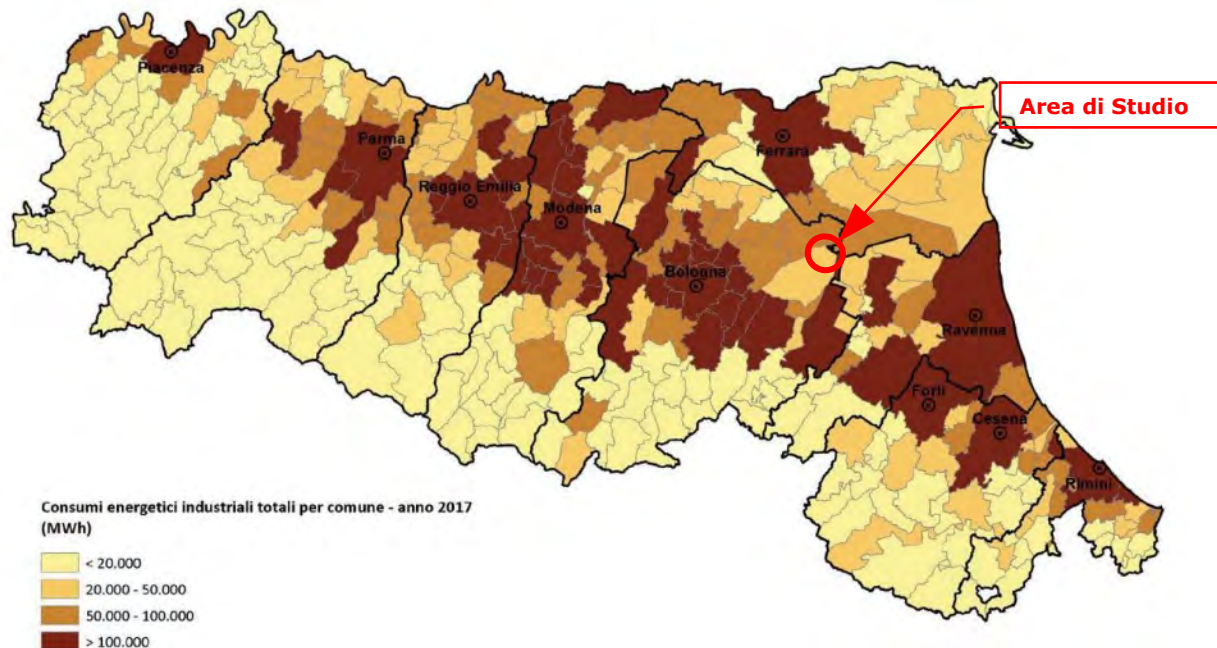 Area di Studio
Piacenza
Parma
Ferrara
Reggio Emilia
Modena
Bologna
Ravenna
Forlì
Cesena
Rimini
Consumi energetici industriali totali per comune - anno 2017
(MWh)
< 20.000
20.000 - 50.000
50.000 - 100.000
> 100.000